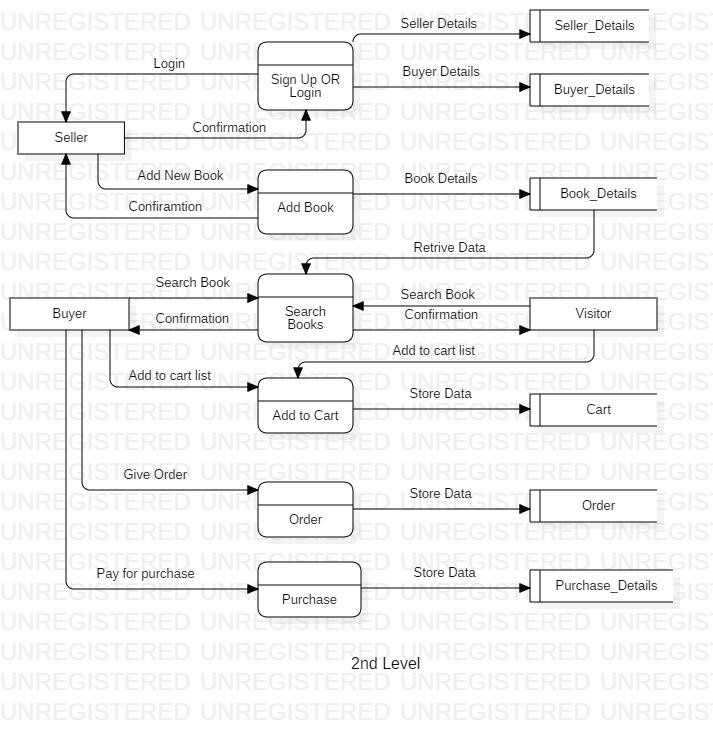 Seller Details
Seller_Details
Login
Sign Up OR
Login
Buyer Details
Buyer_Details
Seller
Confirmation
Add New Book
Confiramtion
Add Book
Book Details
Book_Details
Retrive Data
Buyer
Search Book
Confirmation
Search
Books
Search Book
Confirmation
Visitor
Add to cart list
Add to cart list
Add to Cart
Store Data
Cart
Give Order
Order
Store Data
Order
Pay for purchase
Purchase
Store Data
Purchase_Details
2nd Level
UNREGISTERED